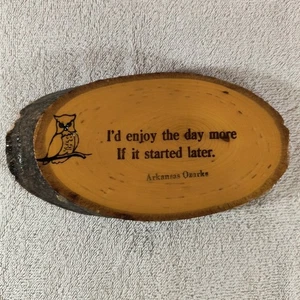 I'd enjoy the day more
If it started later.
Arkansas Ozarks